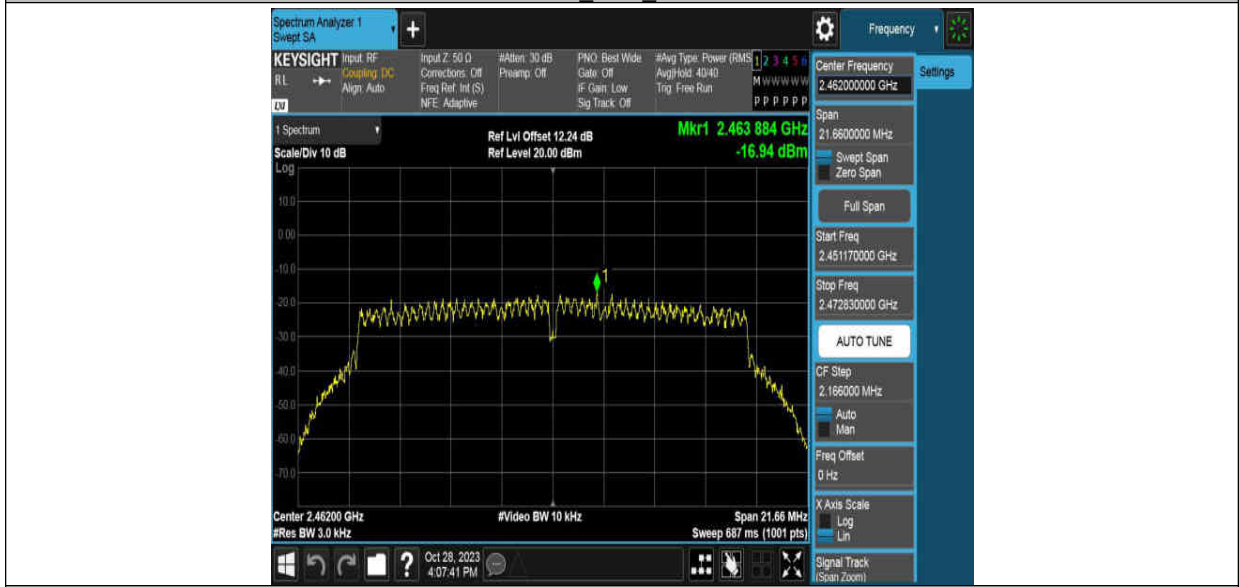 Spectrum Analyzer 1
Swept SA
+
Frequency
KEYSIGHT
RL
Input: RF
Coupling: DC
Align: Auto
Input Z: 50 Ω
Corrections: Off
Freq Ref: Int (S)
NFE: Adaptive
#Atten: 30 dB
Preamp: Off
PNO: Best Wide
Gate: Off
IF Gain: Low
Sig Track: Off
#Avg Type: Power (RMS
Avg|Hold: 40/40
Trig: Free Run
1 2 3 4 5 6
M W W W W W
P P P P P P
1 Spectrum
Scale/Div 10 dB
Log
Ref Lvl Offset 12.24 dB
Ref Level 20.00 dBm
Mkr1 2.463 884 GHz
-16.94 dBm
10.0
0.00
-10.0
-20.0
-30.0
-40.0
-50.0
-60.0
-70.0
1
Center 2.46200 GHz
#Res BW 3.0 kHz
#Video BW 10 kHz
Span 21.66 MHz
Sweep 687 ms (1001 pts)
Center Frequency
2.462000000 GHz
Settings
Span
21.6600000 MHz
Swept Span
Zero Span
Full Span
Start Freq
2.451170000 GHz
Stop Freq
2.472830000 GHz
AUTO TUNE
CF Step
2.166000 MHz
Auto
Man
Freq Offset
0 Hz
X Axis Scale
Log
Lin
Signal Track
(Span Zoom)
?
Oct 28, 2023
4:07:41 PM